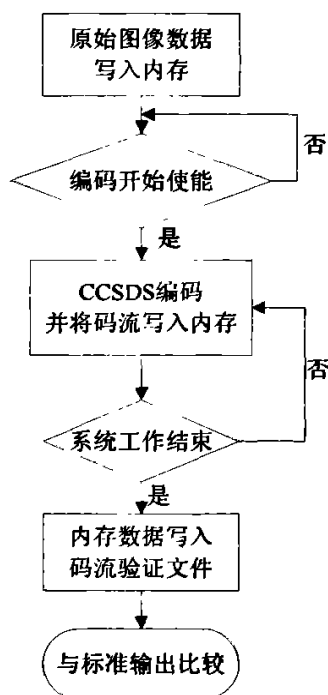 原始图像数据
写入内存
否
编码开始使能
是
CCSDS编码
并将码流写入内存
否
系统工作结束
是
内存数据写入
码流验证文件
与标准输出比较